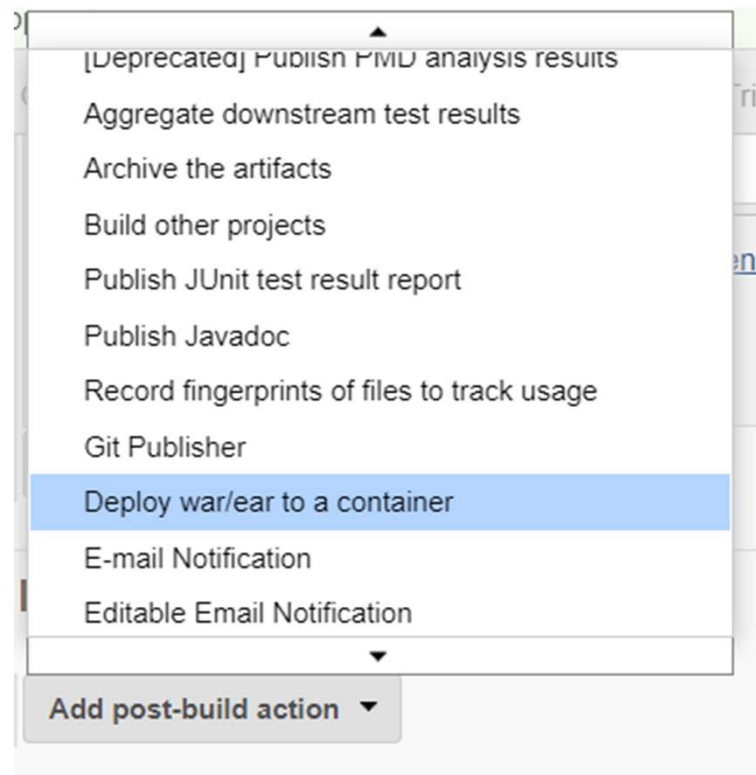 [Deprecated] Publish PMD analysis results
Aggregate downstream test results
Archive the artifacts
Build other projects
Publish JUnit test result report
Publish Javadoc
Record fingerprints of files to track usage
Git Publisher
Deploy war/ear to a container
E-mail Notification
Editable Email Notification
Add post-build action